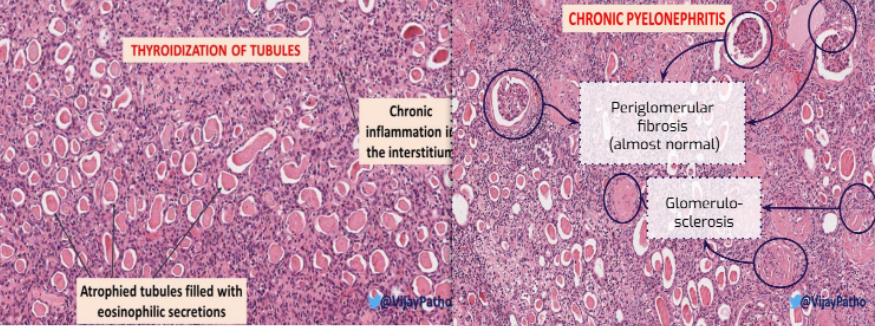 THYROIDIZATION OF TUBULES
Chronic
inflammation in
the interstitium
Atrophied tubules filled with
eosinophilic secretions
@VijayPatho
CHRONIC PYELONEPHRITIS
Periglomerular
fibrosis
(almost normal)
Glomerulo-
sclerosis
@VijayPatho